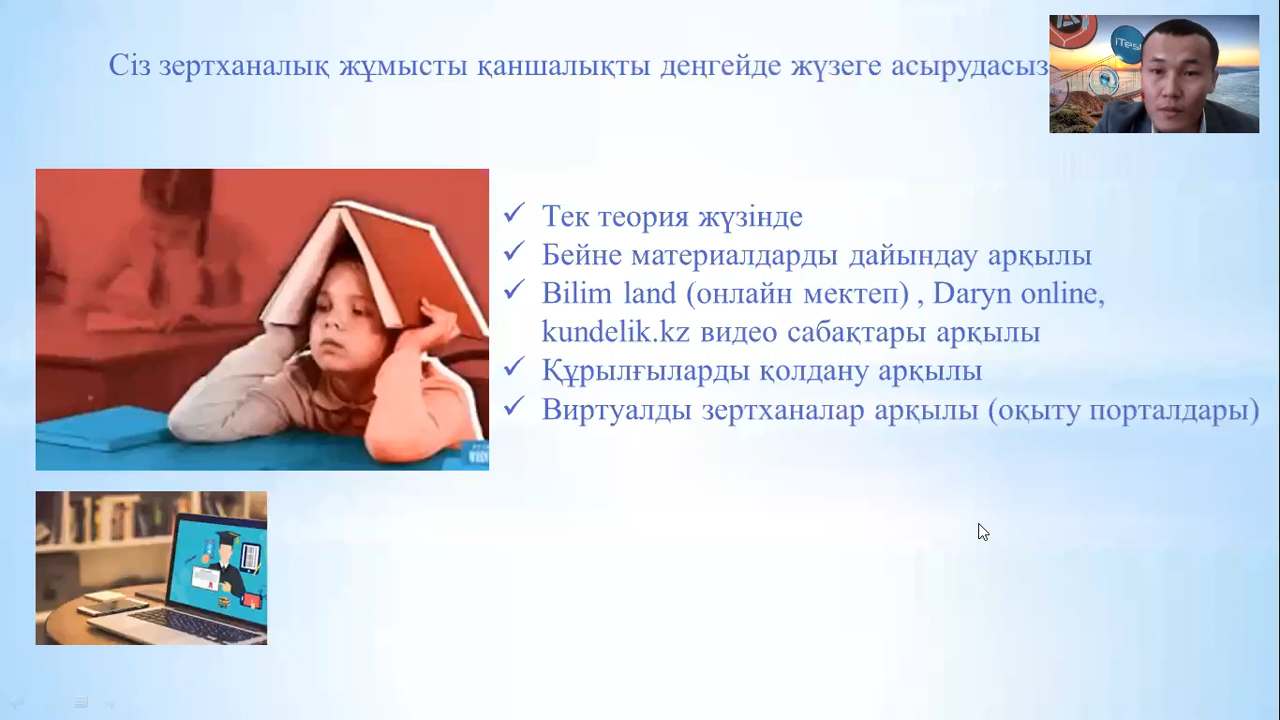 Сіз зертханалық жұмысты қаншалықты деңгейде жүзеге асырудасыз
iTest
Тек теория жүзінде
Бейне материалдарды дайындау арқылы
Bilim land (онлайн мектеп) , Daryn online,
kundelik.kz видео сабақтары арқылы
Құрылғыларды қолдану арқылы
Виртуалды зертханалар арқылы (оқыту порталдары)